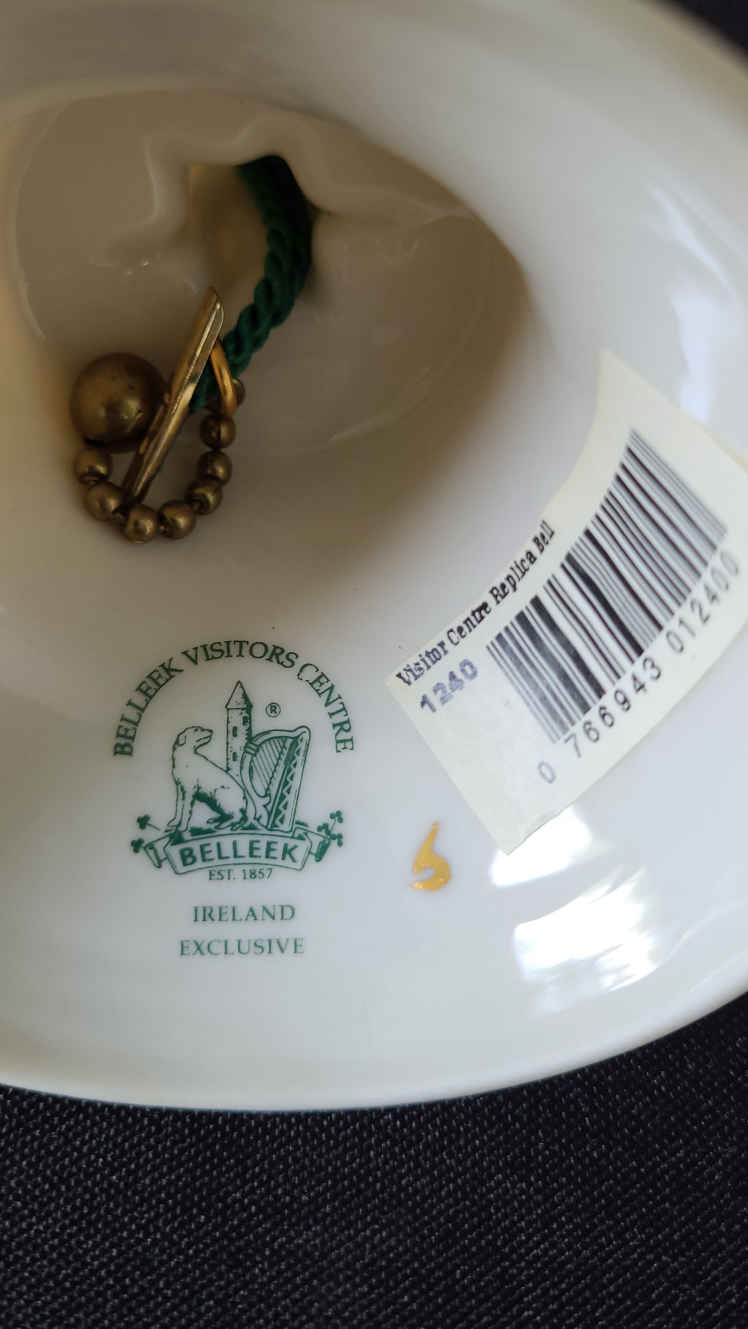 BELLEEK VISITORS CENTRE
®
BELLEEK
EST. 1857
IRELAND
EXCLUSIVE
Visitor Centre Replica Bell
1240
0 766943 012400